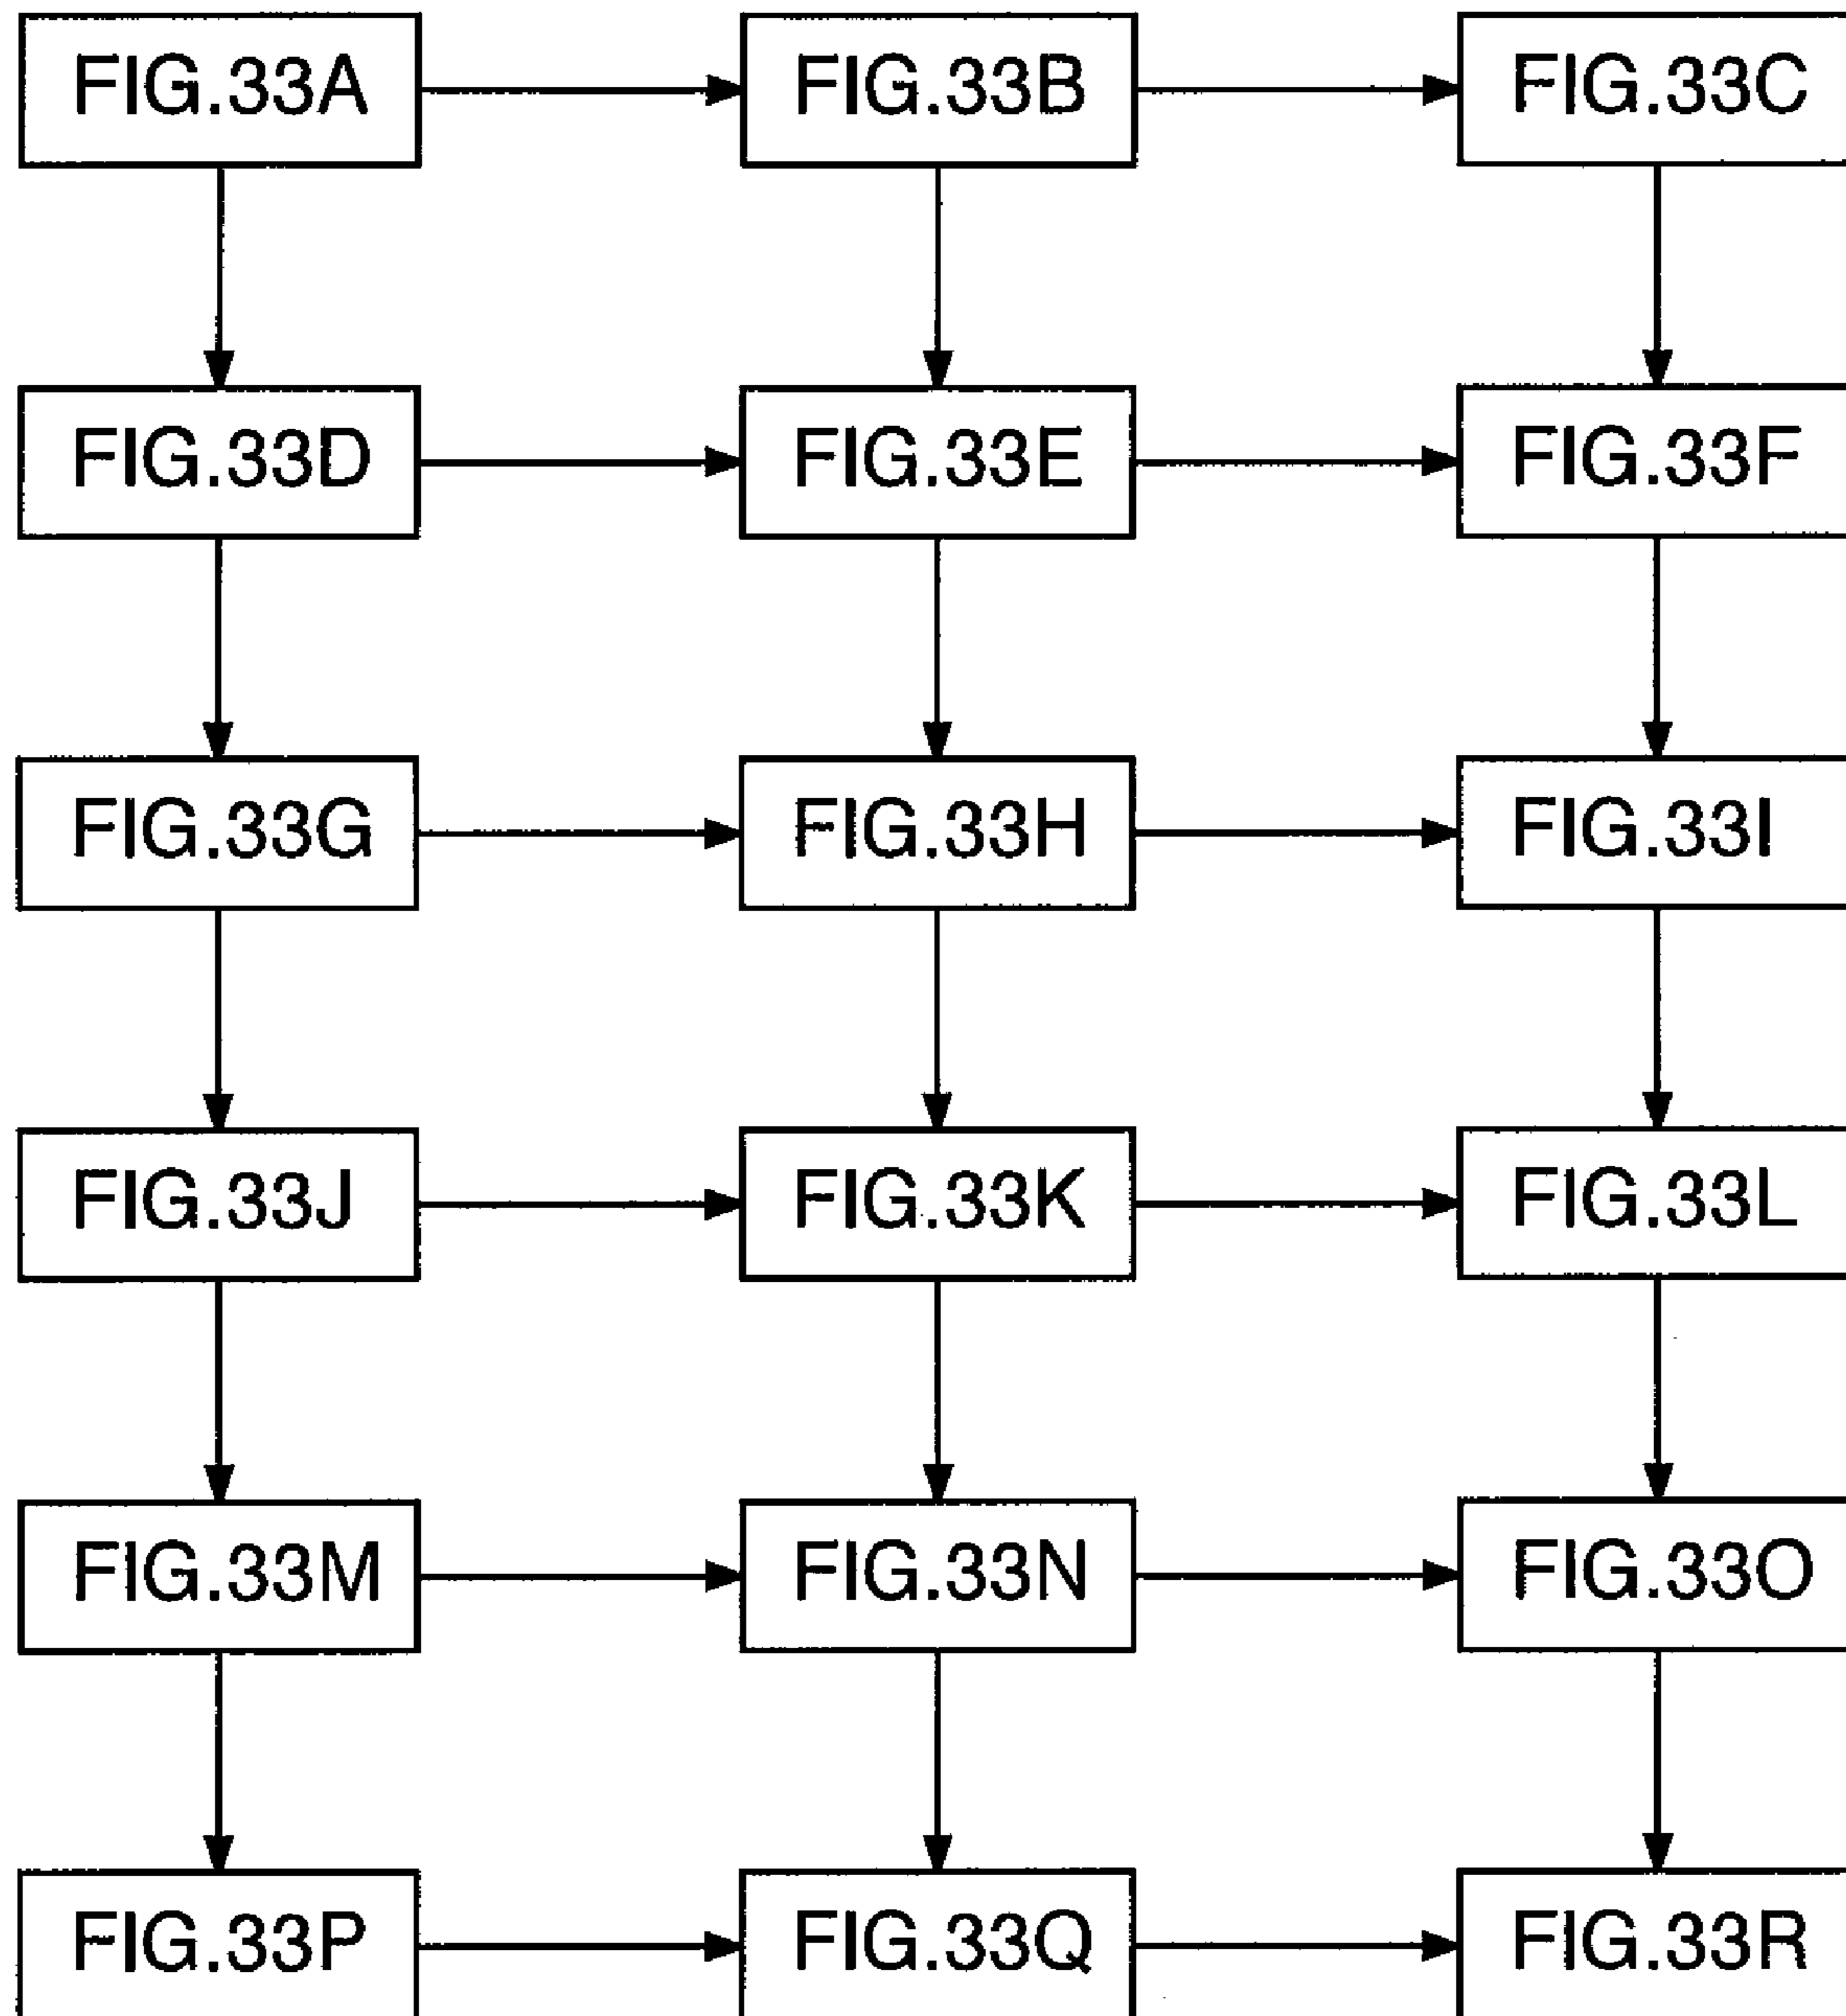 FIG.33A FIG.33B FIG.33C
FIG.33D FIG.33E FIG.33F
FIG.33G FIG.33H FIG.33I
FIG.33J FIG.33K FIG.33L
FIG.33M FIG.33N FIG.33O
FIG.33P FIG.33Q FIG.33R